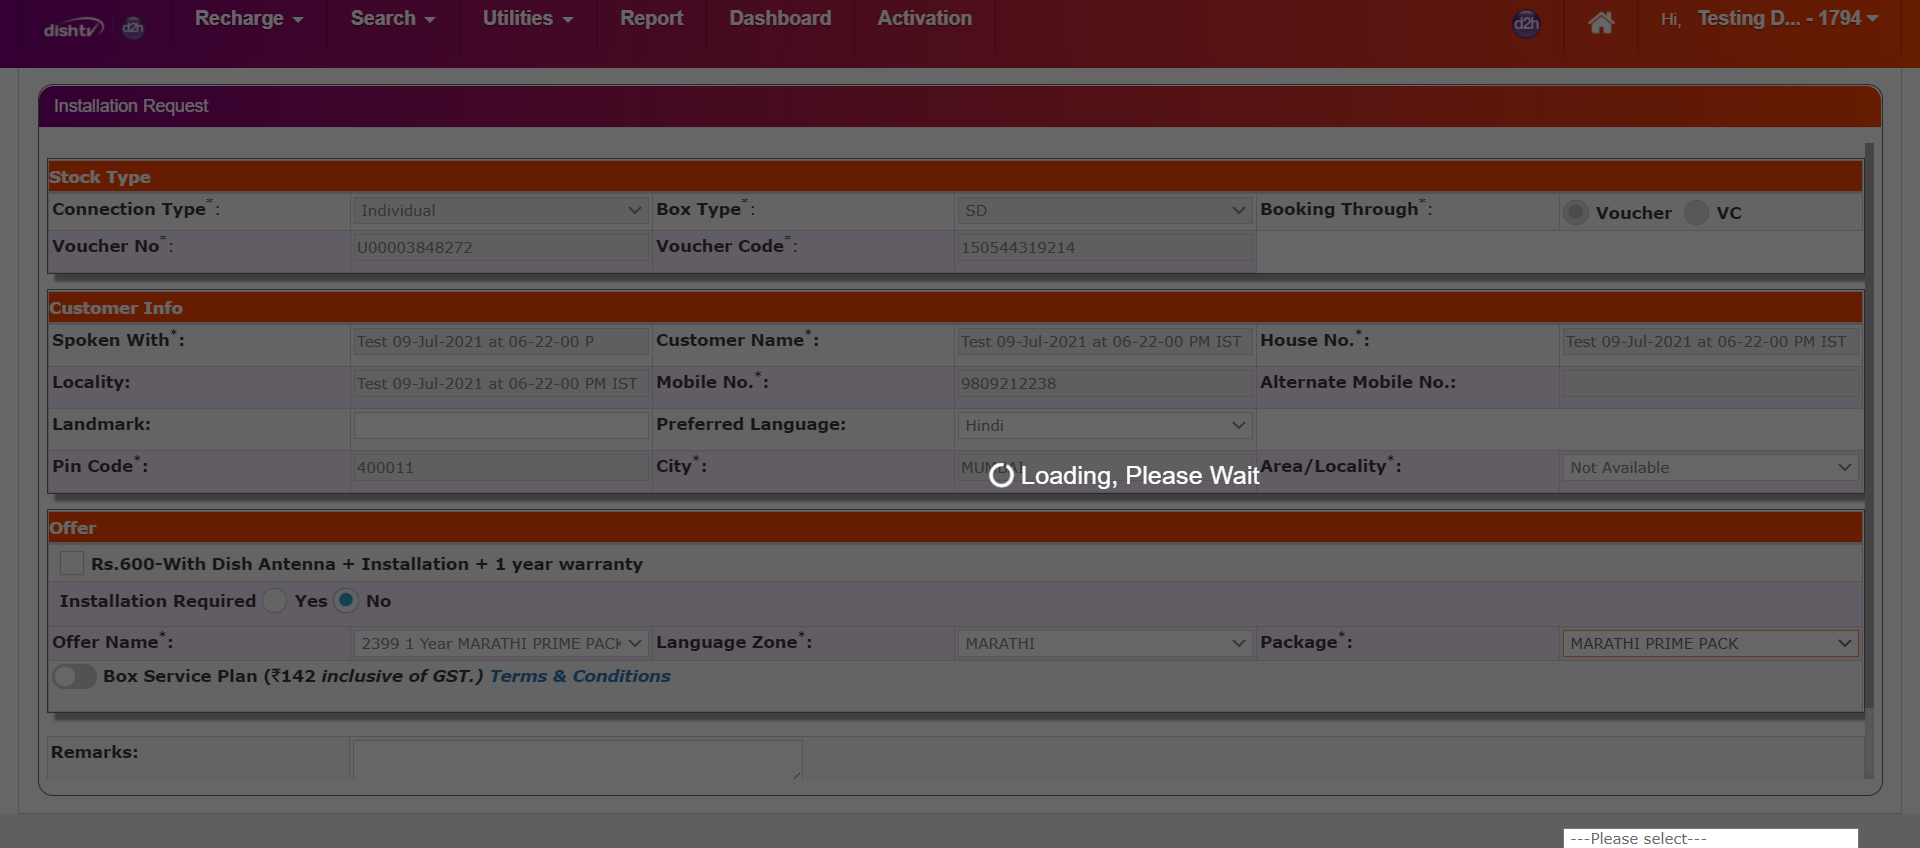 dishtv d2h Recharge Search Utilities Report Dashboard Activation d2h Hi, Testing D... - 1794
Installation Request
Stock Type
Connection Type*: Individual Box Type*: SD Booking Through*: Voucher VC
Voucher No*: U00003848272 Voucher Code*: 150544319214
Customer Info
Spoken With*: Test 09-Jul-2021 at 06-22-00 P Customer Name*: Test 09-Jul-2021 at 06-22-00 PM IST House No.*: Test 09-Jul-2021 at 06-22-00 PM IST
Locality: Test 09-Jul-2021 at 06-22-00 PM IST Mobile No.*: 9809212238 Alternate Mobile No.:
Landmark: Preferred Language: Hindi
Pin Code*: 400011 City*: MUMBAI Area/Locality*: Not Available
Loading, Please Wait
Offer
Rs.600-With Dish Antenna + Installation + 1 year warranty
Installation Required Yes No
Offer Name*: 2399 1 Year MARATHI PRIME PACK Language Zone*: MARATHI Package*: MARATHI PRIME PACK
Box Service Plan (₹142 inclusive of GST.) Terms & Conditions
Remarks:
---Please select---